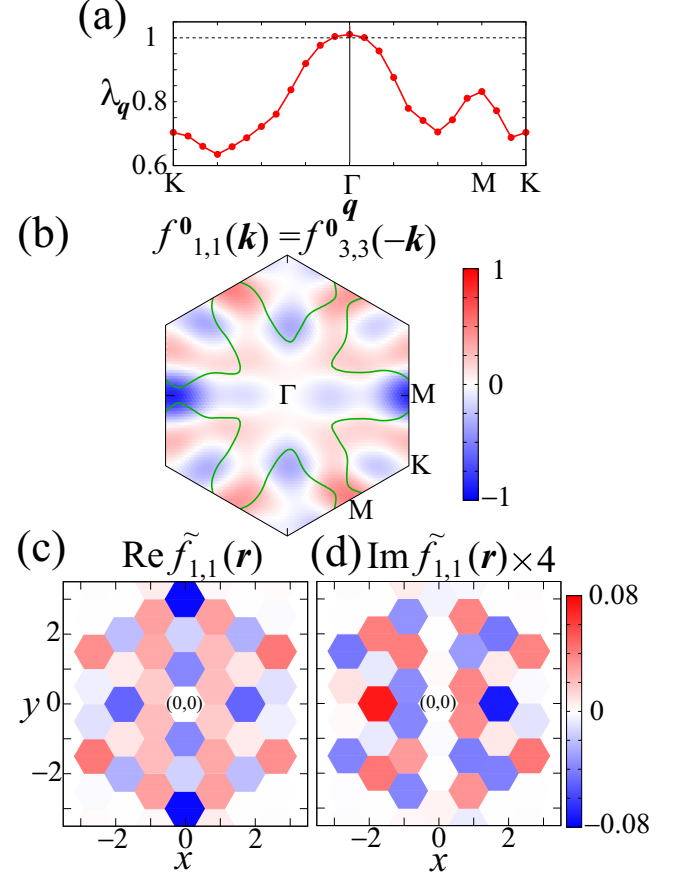 (a)
1
λq
0.8
0.6
K
Γ
M
K
q
(b)
f⁰₁,₁(k) = f⁰₃,₃(−k)
1
0
−1
Γ
M
K
M
(c)
Re f̃₁,₁(r)
(d)
Im f̃₁,₁(r)×4
2
y
0
−2
(0,0)
(0,0)
0.08
0
−0.08
−2
0
2
−2
0
2
x
x